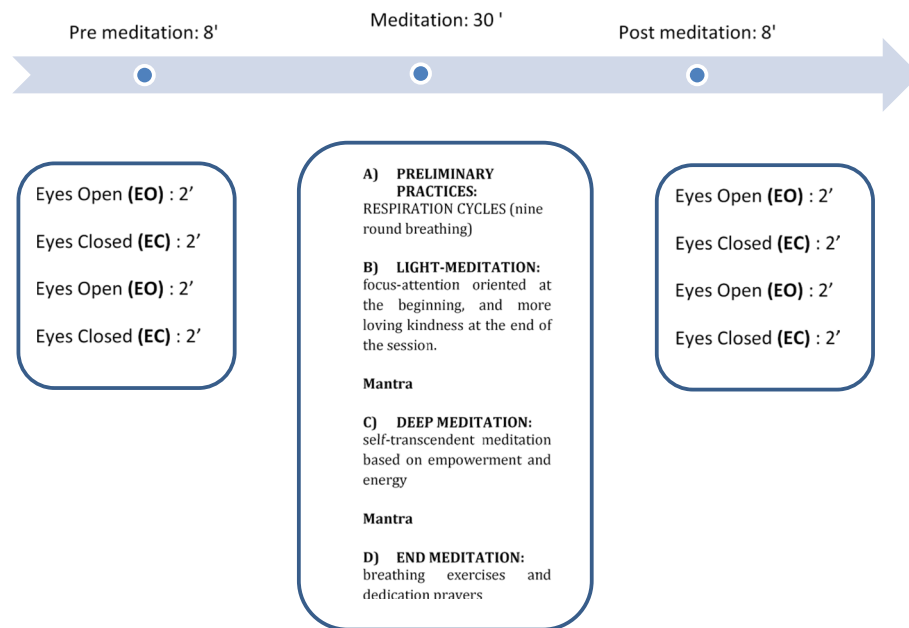 Pre meditation: 8'
Meditation: 30 '
Post meditation: 8'
Eyes Open (EO) : 2’
Eyes Closed (EC) : 2’
Eyes Open (EO) : 2’
Eyes Closed (EC) : 2’
A) PRELIMINARY
PRACTICES:
RESPIRATION CYCLES (nine
round breathing)
B) LIGHT-MEDITATION:
focus-attention oriented at
the beginning, and more
loving kindness at the end of
the session.
Mantra
C) DEEP MEDITATION:
self-transcendent meditation
based on empowerment and
energy
Mantra
D) END MEDITATION:
breathing exercises and
dedication prayers
Eyes Open (EO) : 2’
Eyes Closed (EC) : 2’
Eyes Open (EO) : 2’
Eyes Closed (EC) : 2’